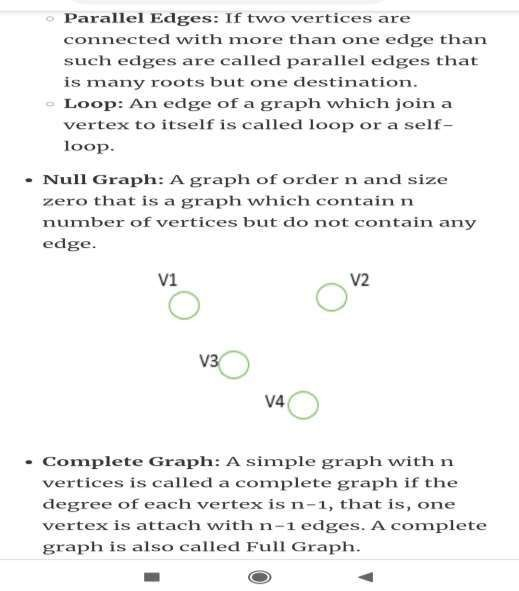 Parallel Edges: If two vertices are
connected with more than one edge than
such edges are called parallel edges that
is many roots but one destination.
Loop: An edge of a graph which join a
vertex to itself is called loop or a self-
loop.
Null Graph: A graph of order n and size
zero that is a graph which contain n
number of vertices but do not contain any
edge.
V1
V2
V3
V4
Complete Graph: A simple graph with n
vertices is called a complete graph if the
degree of each vertex is n-1, that is, one
vertex is attach with n-1 edges. A complete
graph is also called Full Graph.